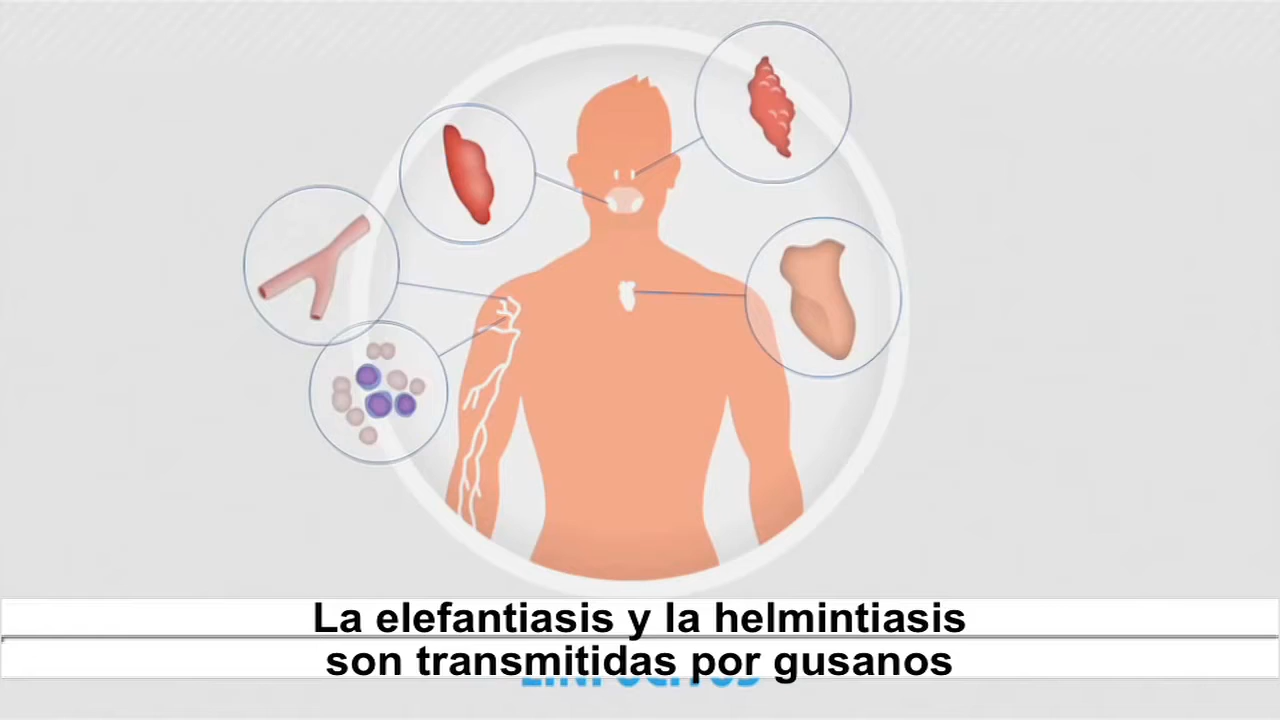 La elefantiasis y la helmintiasis
son transmitidas por gusanos